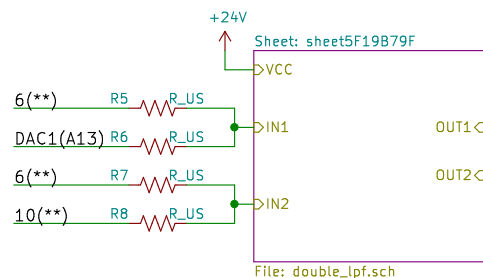 +24V
Sheet: sheet5F19B79F
VCC
6(**) R5 R_US
IN1 OUT1
DAC1(A13) R6 R_US
6(**) R7 R_US
OUT2
IN2
10(**) R8 R_US
File: double_lpf.sch